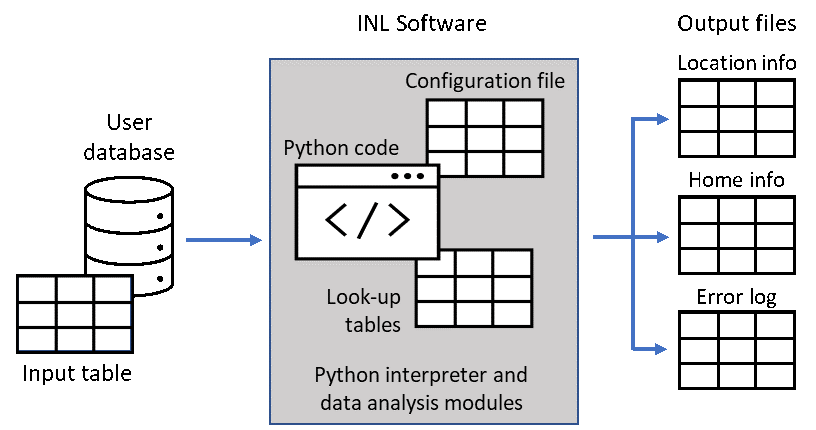 INL Software
Output files
User
database
Input table
Configuration file
Python code
</>
Look-up
tables
Python interpreter and
data analysis modules
Location info
Home info
Error log